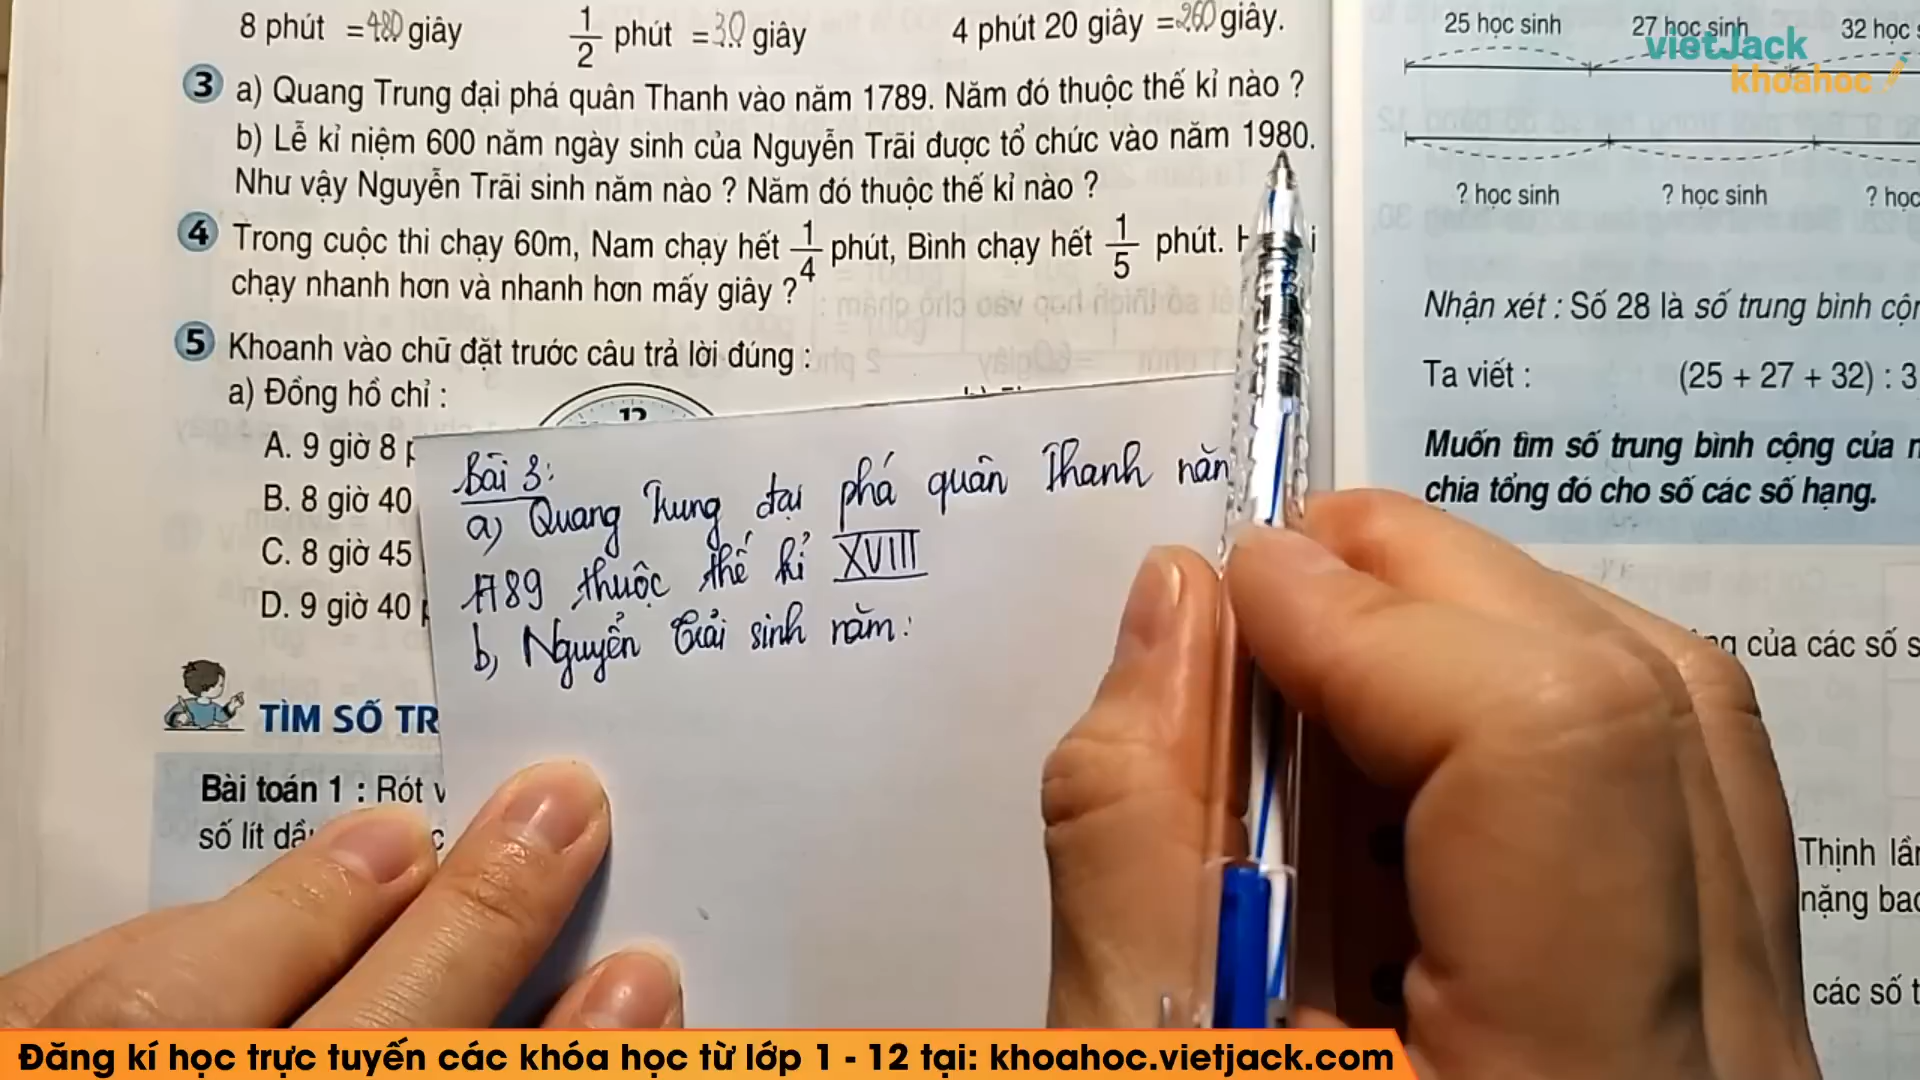 8 phút = 480 giây
1/2 phút = 30 giây
4 phút 20 giây = 260 giây.
3 a) Quang Trung đại phá quân Thanh vào năm 1789. Năm đó thuộc thế kỉ nào ?
b) Lễ kỉ niệm 600 năm ngày sinh của Nguyễn Trãi được tổ chức vào năm 1980.
Như vậy Nguyễn Trãi sinh năm nào ? Năm đó thuộc thế kỉ nào ?
4 Trong cuộc thi chạy 60m, Nam chạy hết 1/4 phút, Bình chạy hết 1/5 phút.
chạy nhanh hơn và nhanh hơn mấy giây ?
5 Khoanh vào chữ đặt trước câu trả lời đúng :
a) Đồng hồ chỉ :
12
A. 9 giờ 8
B. 8 giờ 40
C. 8 giờ 45
D. 9 giờ 40
Bài 3:
a) Quang Trung đại phá quân Thanh năm
1789 thuộc thế kỉ XVIII
b, Nguyễn Trải sinh năm:
TÌM SỐ TR
Bài toán 1 : Rót v
số lít dầ
25 học sinh
27 học sinh
32 học
vietJack
khoahoc
? học sinh
? học sinh
? học
Nhận xét : Số 28 là số trung bình cộn
Ta viết :
(25 + 27 + 32) : 3
Muốn tìm số trung bình cộng của n
chia tổng đó cho số các số hạng.
của các số s
Thịnh lần
nặng bao
các số t
Đăng kí học trực tuyến các khóa học từ lớp 1 - 12 tại: khoahoc.vietjack.com